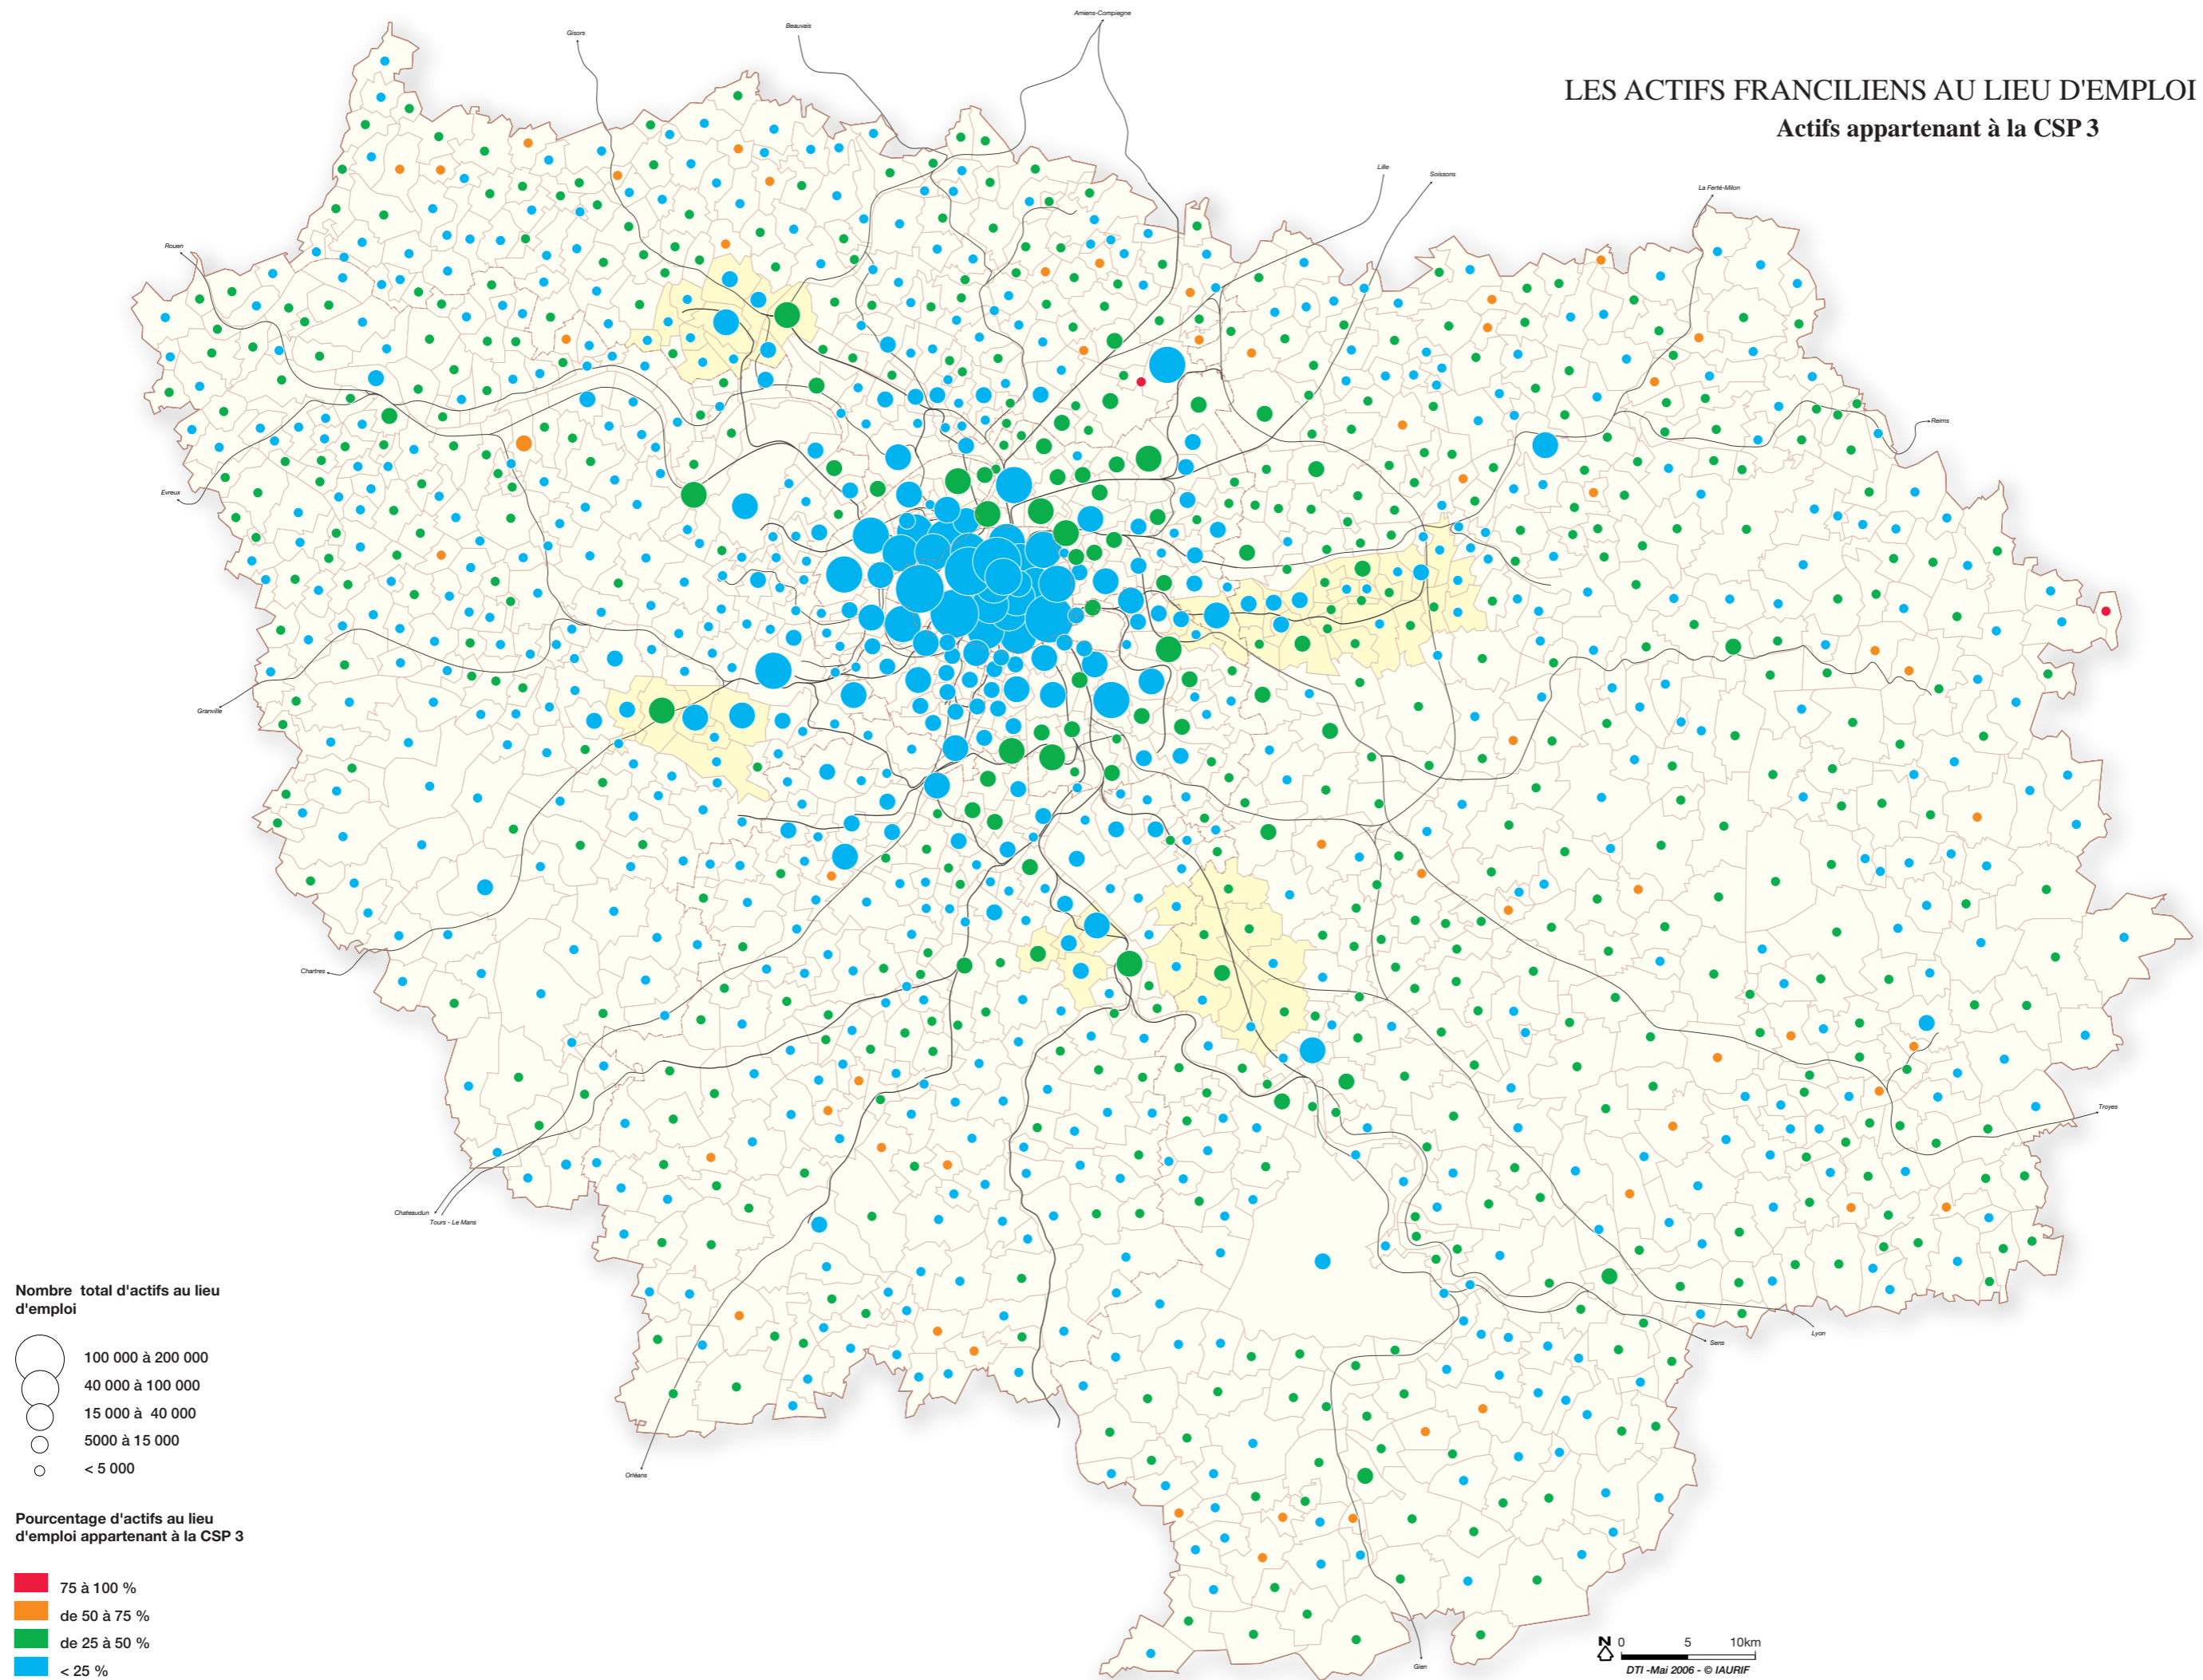 Amiens-Compiegne
Beauvais
Gisors
LES ACTIFS FRANCILIENS AU LIEU D'EMPLOI
Actifs appartenant à la CSP 3
Lille
Soissons
La Ferté-Milon
Rouen
Reims
Evreux
Granville
Chartres
Troyes
Chateaudun
Tours - Le Mans
Lyon
Sens
Orléans
Gien
Nombre total d'actifs au lieu
d'emploi
100 000 à 200 000
40 000 à 100 000
15 000 à 40 000
5000 à 15 000
< 5 000
Pourcentage d'actifs au lieu
d'emploi appartenant à la CSP 3
75 à 100 %
de 50 à 75 %
de 25 à 50 %
< 25 %
N 0 5 10km
DTI -Mai 2006 - © IAURIF